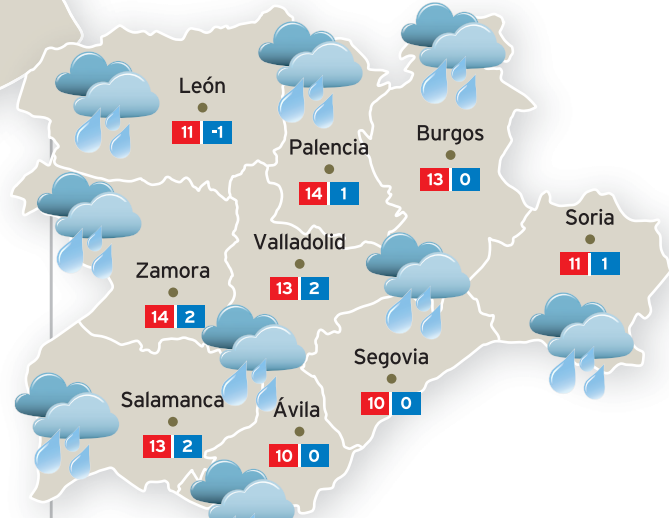 León
11 -1
Palencia
14 1
Burgos
13 0
Soria
11 1
Zamora
14 2
Valladolid
13 2
Segovia
10 0
Salamanca
13 2
Ávila
10 0